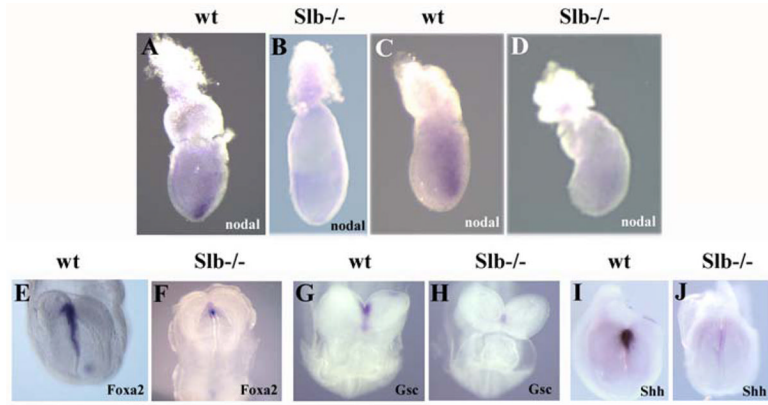 wt Slb-/- wt Slb-/-
A B C D
nodal nodal nodal nodal
wt Slb-/- wt Slb-/- wt Slb-/-
E F G H I J
Foxa2 Foxa2 Gsc Gsc Shh Shh